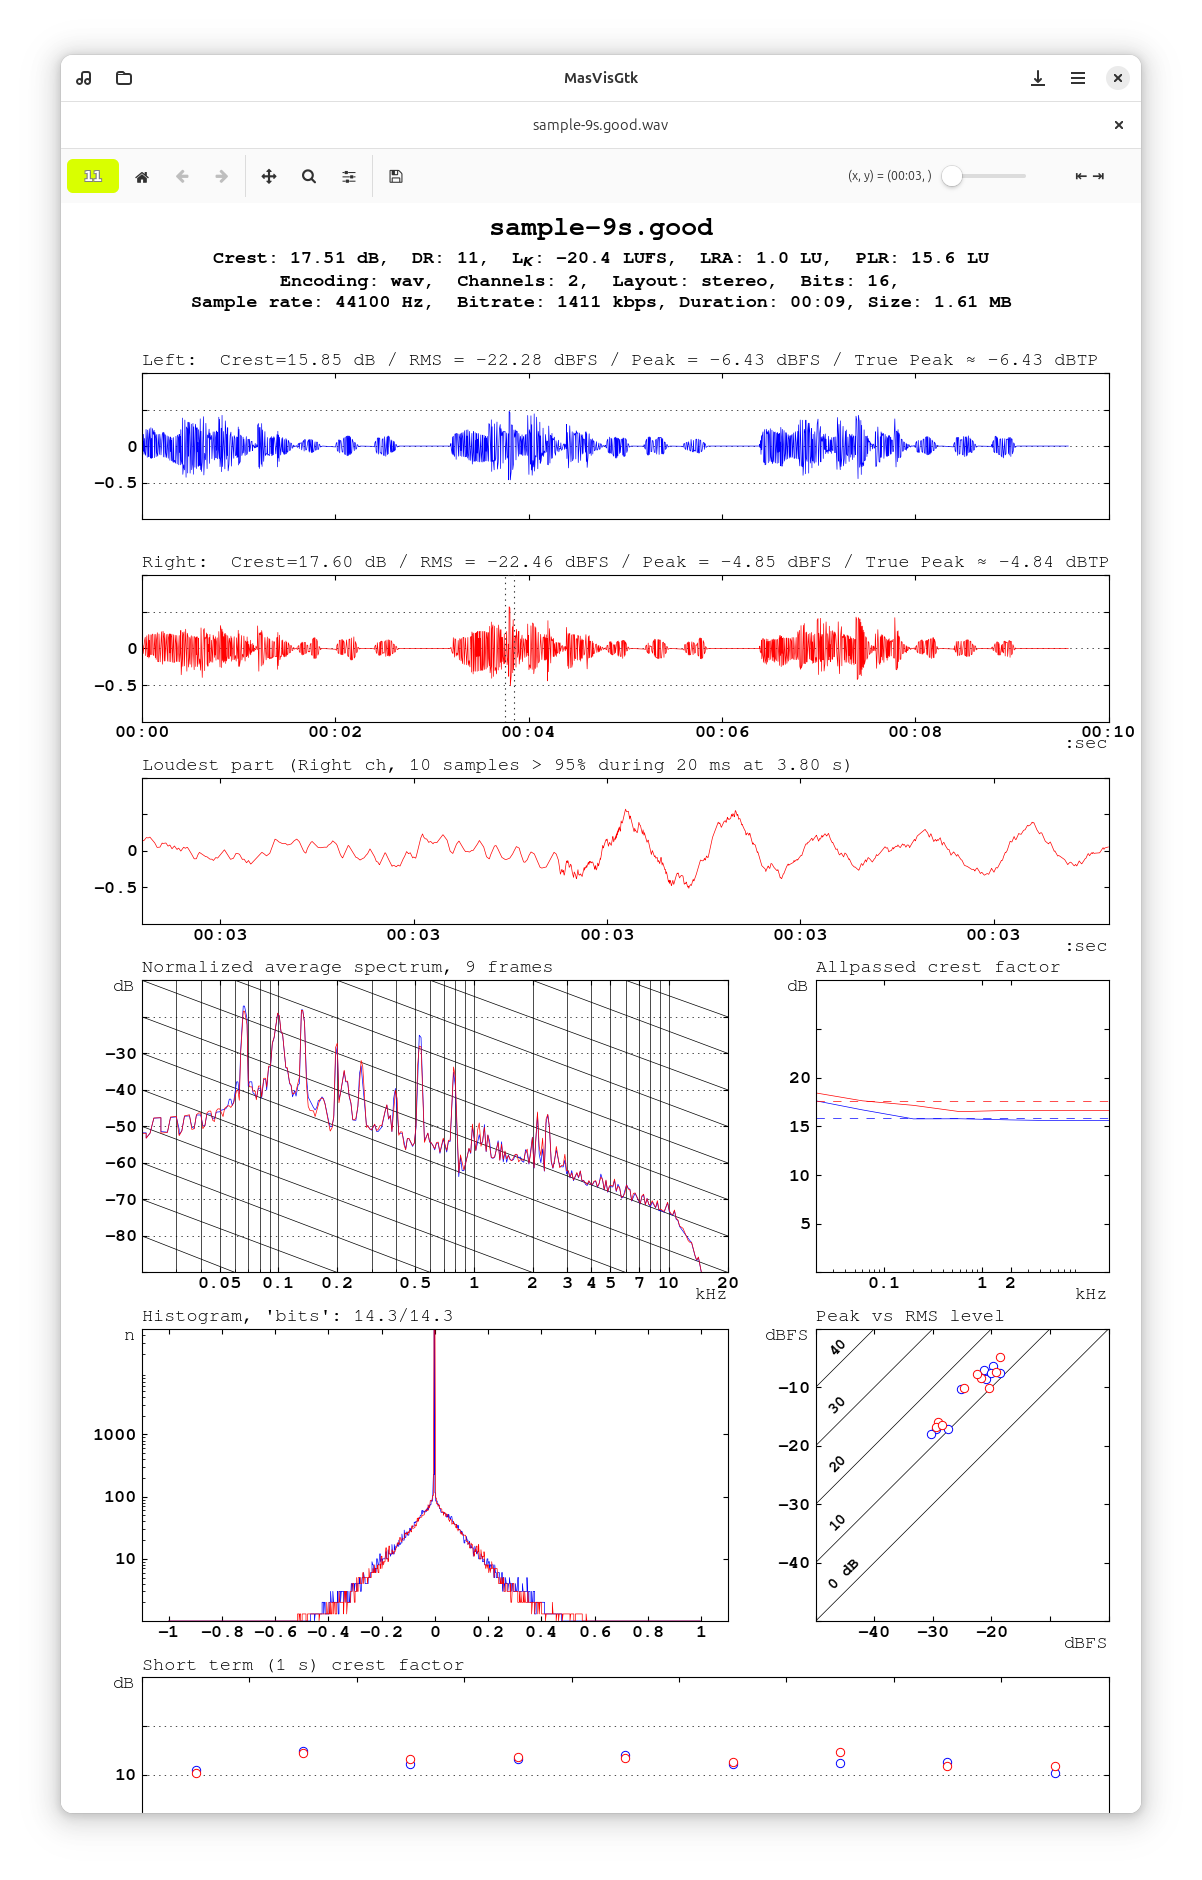 MasVisGtk
sample-9s.good.wav
11
(x, y) = (00:03, )
sample-9s.good
Crest: 17.51 dB, DR: 11, LK: −20.4 LUFS, LRA: 1.0 LU, PLR: 15.6 LU
Encoding: wav, Channels: 2, Layout: stereo, Bits: 16,
Sample rate: 44100 Hz, Bitrate: 1411 kbps, Duration: 00:09, Size: 1.61 MB
Left: Crest=15.85 dB / RMS = −22.28 dBFS / Peak = −6.43 dBFS / True Peak ≈ −6.43 dBTP
0
−0.5
Right: Crest=17.60 dB / RMS = −22.46 dBFS / Peak = −4.85 dBFS / True Peak ≈ −4.84 dBTP
0
−0.5
00:00 00:02 00:04 00:06 00:08 00:10
:sec
Loudest part (Right ch, 10 samples > 95% during 20 ms at 3.80 s)
0
−0.5
00:03 00:03 00:03 00:03 00:03
:sec
Normalized average spectrum, 9 frames
dB
−30
−40
−50
−60
−70
−80
0.05 0.1 0.2 0.5 1 2 3 4 5 7 10 20
kHz
Allpassed crest factor
dB
20
15
10
5
0.1 1 2
kHz
Histogram, 'bits': 14.3/14.3
n
1000
100
10
−1 −0.8 −0.6 −0.4 −0.2 0 0.2 0.4 0.6 0.8 1
Peak vs RMS level
dBFS
−10
−20
−30
−40
40
30
20
10
0 dB
−40 −30 −20
dBFS
Short term (1 s) crest factor
dB
10